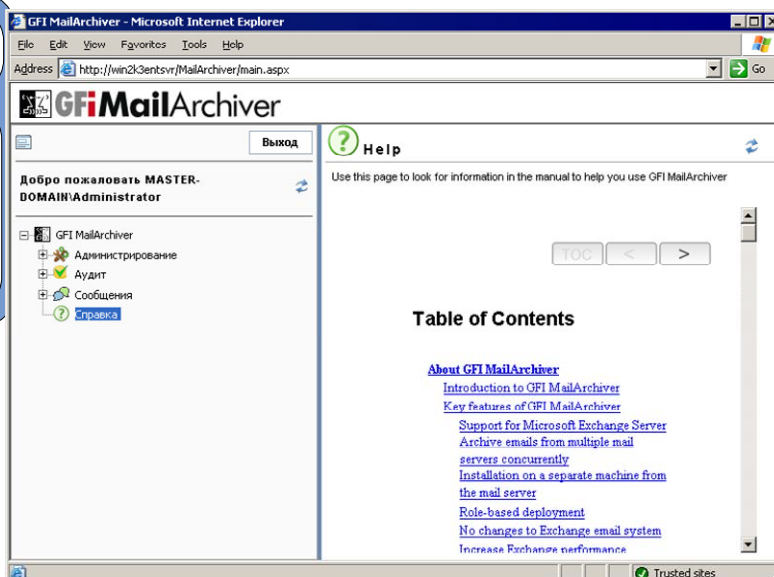 GFI MailArchiver - Microsoft Internet Explorer
File Edit View Favorites Tools Help
Address http://win2k3entsvr/MailArchiver/main.aspx Go
GFiMailArchiver
Выход
Добро пожаловать MASTER-
DOMAIN\Administrator
GFI MailArchiver
Администрирование
Аудит
Сообщения
Справка
Help
Use this page to look for information in the manual to help you use GFI MailArchiver
TOC < >
Table of Contents
About GFI MailArchiver
Introduction to GFI MailArchiver
Key features of GFI MailArchiver
Support for Microsoft Exchange Server
Archive emails from multiple mail
servers concurrently
Installation on a separate machine from
the mail server
Role-based deployment
No changes to Exchange email system
Increase Exchange performance
Trusted sites